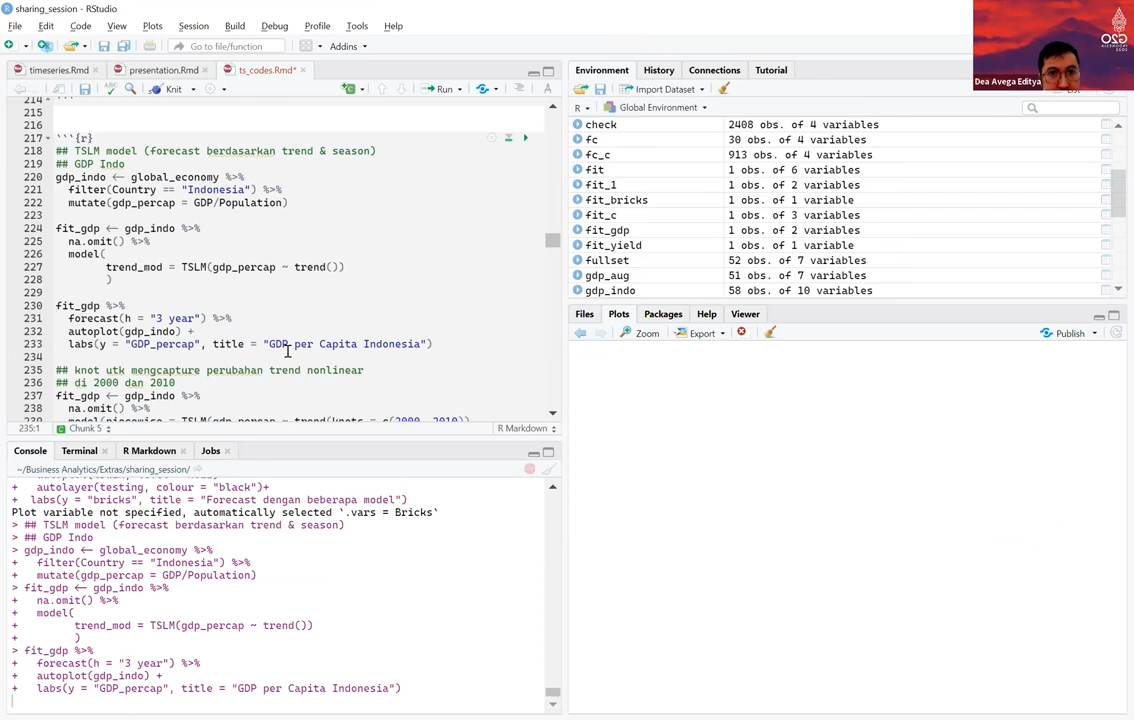 sharing_session - RStudio
File Edit Code View Plots Session Build Debug Profile Tools Help
Go to file/function Addins
timeseries.Rmd presentation.Rmd ts_codes.Rmd*
Knit Run
214 ```
215
216
217 ```{r}
218 ## TSLM model (forecast berdasarkan trend & season)
219 ## GDP Indo
220 gdp_indo <- global_economy %>%
221 filter(Country == "Indonesia") %>%
222 mutate(gdp_percap = GDP/Population)
223
224 fit_gdp <- gdp_indo %>%
225 na.omit() %>%
226 model(
227 trend_mod = TSLM(gdp_percap ~ trend())
228 )
229
230 fit_gdp %>%
231 forecast(h = "3 year") %>%
232 autoplot(gdp_indo) +
233 labs(y = "GDP_percap", title = "GDP per Capita Indonesia")
234
235 ## knot utk mengcapture perubahan trend nonlinear
236 ## di 2000 dan 2010
237 fit_gdp <- gdp_indo %>%
238 na.omit() %>%
239 model(piecewise = TSLM(gdp_percap ~ trend(knots = c(2000, 2010))
235:1 Chunk 5 R Markdown
Console Terminal R Markdown Jobs
~/Business Analytics/Extras/sharing_session/
+ autolayer(testing, colour = "black")+
+ labs(y = "bricks", title = "Forecast dengan beberapa model")
Plot variable not specified, automatically selected `.vars = Bricks`
> ## TSLM model (forecast berdasarkan trend & season)
> ## GDP Indo
> gdp_indo <- global_economy %>%
+ filter(Country == "Indonesia") %>%
+ mutate(gdp_percap = GDP/Population)
> fit_gdp <- gdp_indo %>%
+ na.omit() %>%
+ model(
+ trend_mod = TSLM(gdp_percap ~ trend())
+ )
> fit_gdp %>%
+ forecast(h = "3 year") %>%
+ autoplot(gdp_indo) +
+ labs(y = "GDP_percap", title = "GDP per Capita Indonesia")
Environment History Connections Tutorial
Import Dataset List
R Global Environment
check 2408 obs. of 4 variables
fc 30 obs. of 4 variables
fc_c 913 obs. of 4 variables
fit 1 obs. of 6 variables
fit_1 1 obs. of 2 variables
fit_bricks 1 obs. of 1 variable
fit_c 1 obs. of 3 variables
fit_gdp 1 obs. of 2 variables
fit_yield 1 obs. of 1 variable
fullset 52 obs. of 7 variables
gdp_aug 51 obs. of 7 variables
gdp_indo 58 obs. of 10 variables
Files Plots Packages Help Viewer
Zoom Export Publish
G20
Dea Avega Editya